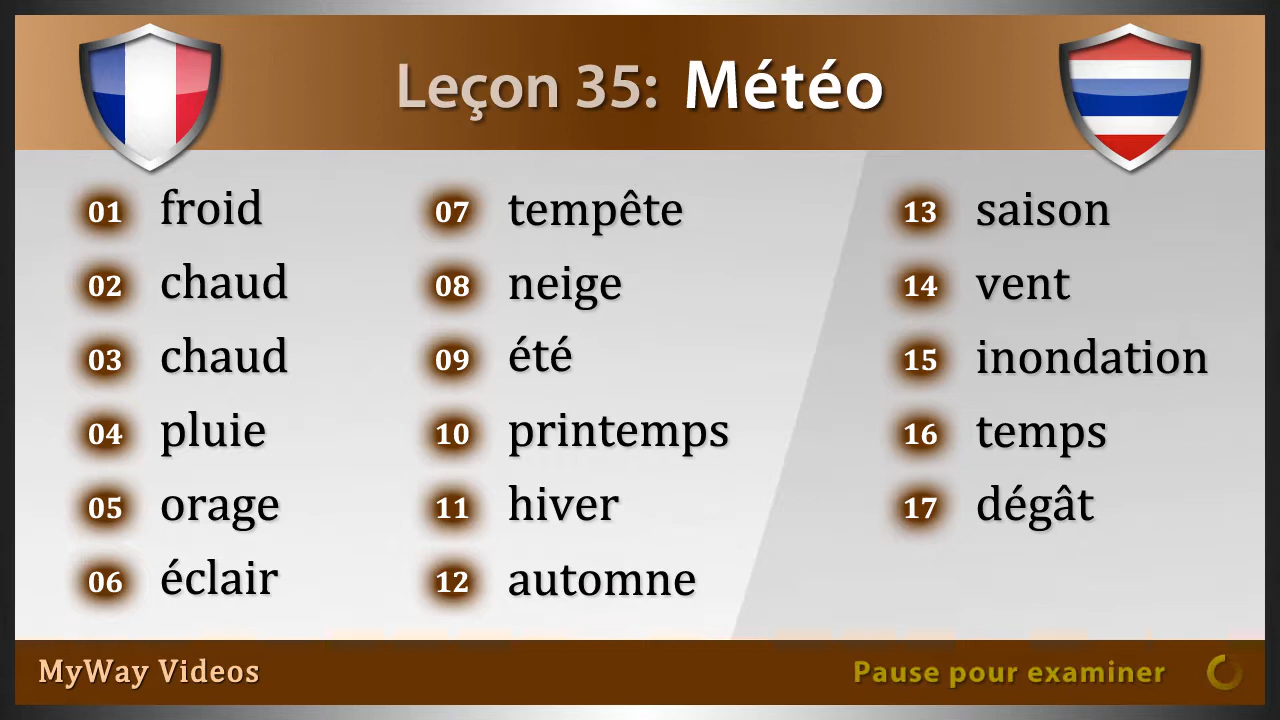 Leçon 35: Météo
01 froid
02 chaud
03 chaud
04 pluie
05 orage
06 éclair
07 tempête
08 neige
09 été
10 printemps
11 hiver
12 automne
13 saison
14 vent
15 inondation
16 temps
17 dégât
MyWay Videos
Pause pour examiner